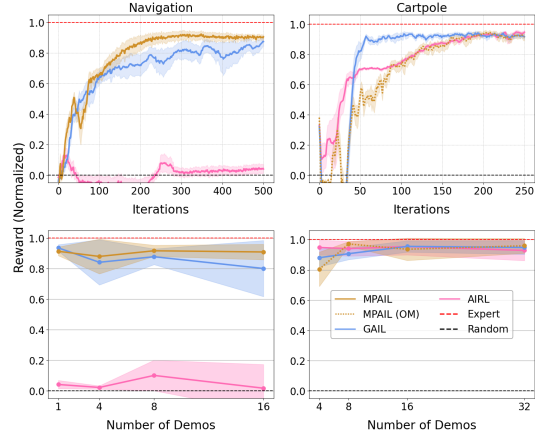 Navigation
Cartpole
1.0
0.8
0.6
0.4
0.2
0.0
0 100 200 300 400 500
Iterations
1.0
0.8
0.6
0.4
0.2
0.0
0 50 100 150 200 250
Iterations
Reward (Normalized)
1.0
0.8
0.6
0.4
0.2
0.0
1 4 8 16
Number of Demos
1.0
0.8
0.6
0.4
0.2
0.0
MPAIL
MPAIL (OM)
GAIL
AIRL
Expert
Random
4 8 16 32
Number of Demos